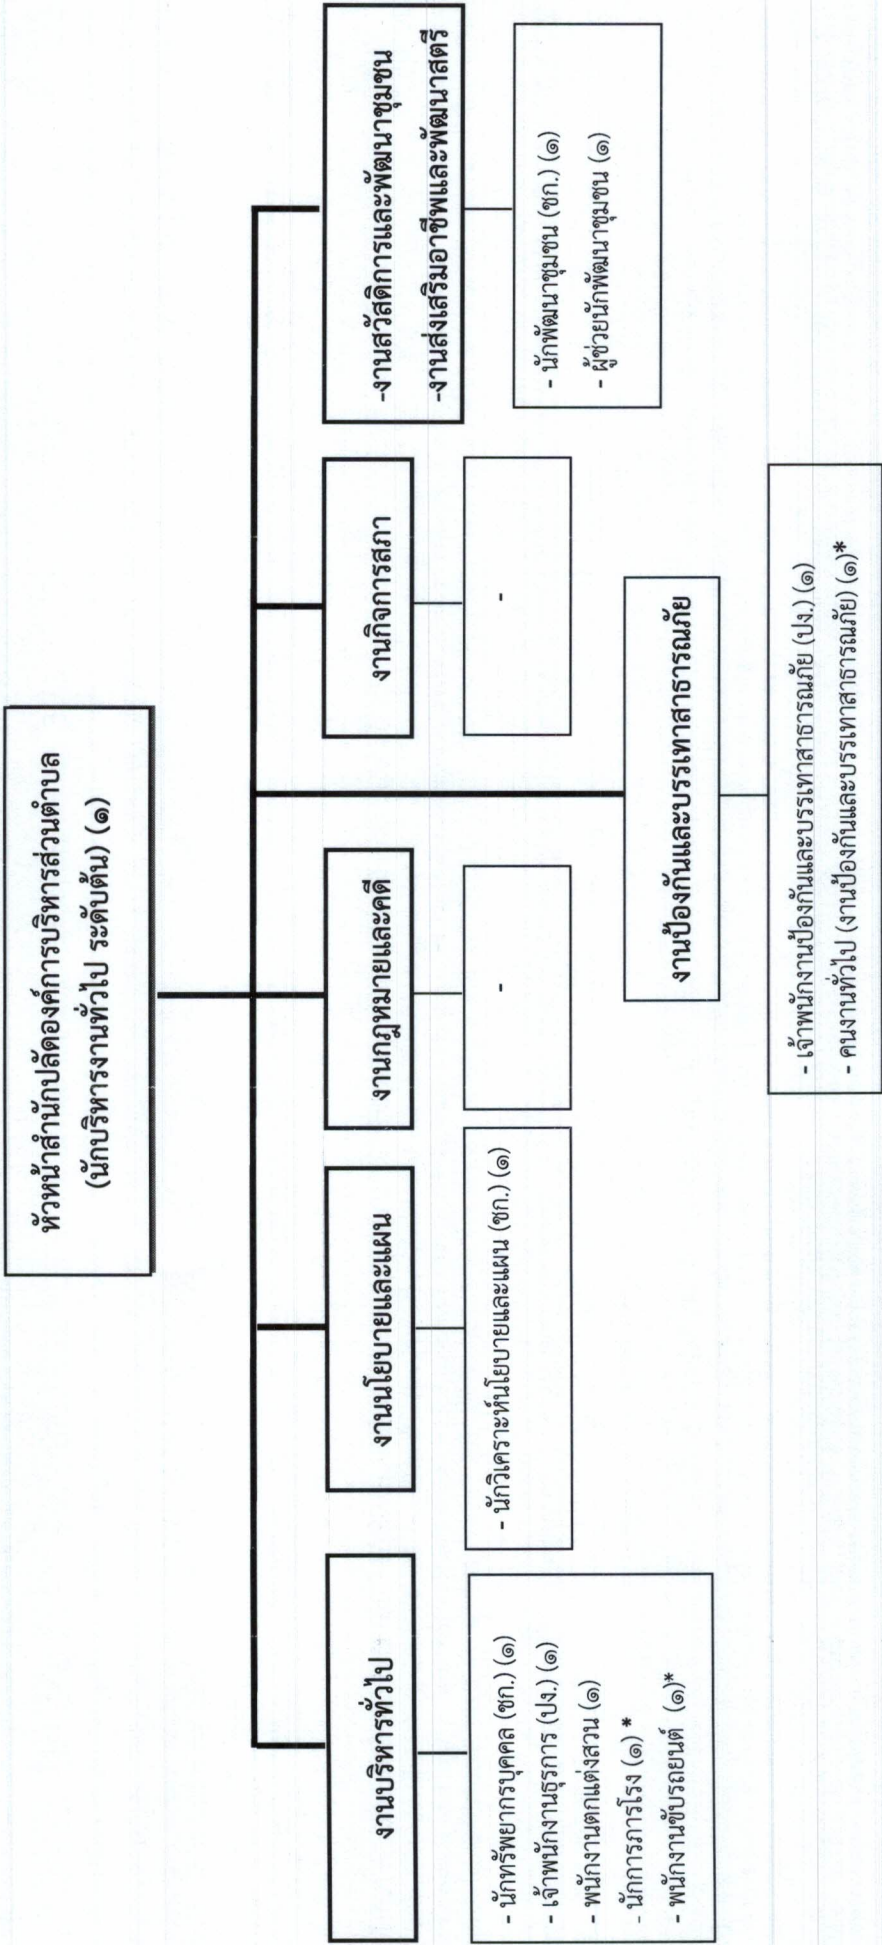 หัวหน้าสำนักปลัดองค์การบริหารส่วนตำบล
(นักบริหารงานทั่วไป ระดับต้น) (๑)
งานบริหารทั่วไป
- นักทรัพยากรบุคคล (ชก.) (๑)
- เจ้าพนักงานธุรการ (ปง.) (๑)
- พนักงานตกแต่งสวน (๑)
- นักการภารโรง (๑) *
- พนักงานขับรถยนต์ (๑)*
งานนโยบายและแผน
- นักวิเคราะห์นโยบายและแผน (ชก.) (๑)
งานกฎหมายและคดี
-
งานกิจการสภา
-
-งานสวัสดิการและพัฒนาชุมชน
-งานส่งเสริมอาชีพและพัฒนาสตรี
- นักพัฒนาชุมชน (ชก.) (๑)
- ผู้ช่วยนักพัฒนาชุมชน (๑)
งานป้องกันและบรรเทาสาธารณภัย
- เจ้าพนักงานป้องกันและบรรเทาสาธารณภัย (ปง.) (๑)
- คนงานทั่วไป (งานป้องกันและบรรเทาสาธารณภัย) (๑)*